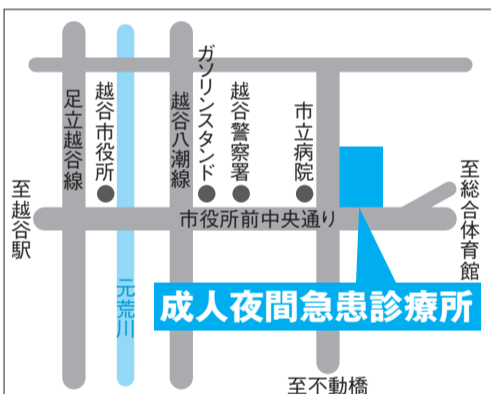 足立越谷線
越谷市役所
越谷八潮線
ガソリンスタンド
越谷警察署
市立病院
至総合体育館
至越谷駅
市役所前中央通り
元荒川
成人夜間急患診療所
至不動橋